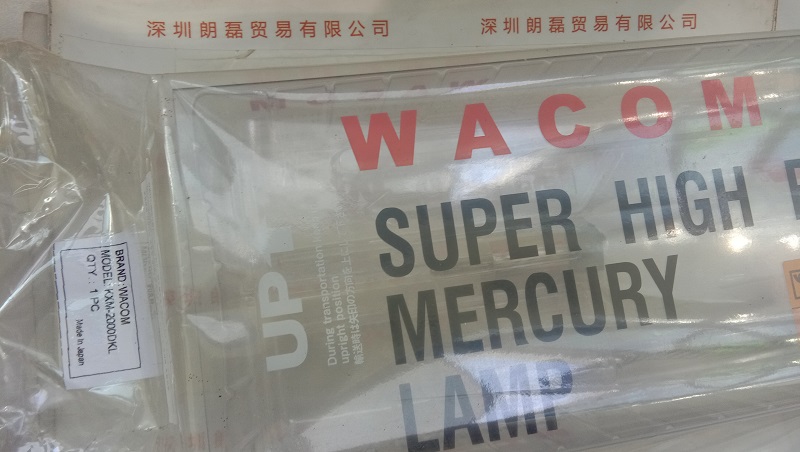 深圳朗磊贸易有限公司
深圳朗磊贸易有限公司
WACOM
SUPER HIGH
MERCURY
LAMP
UP
During transportation
upright position
BRAND:WACOM
MODEL: KXM-2000DKL
QTY : 1 PC
Made In Japan